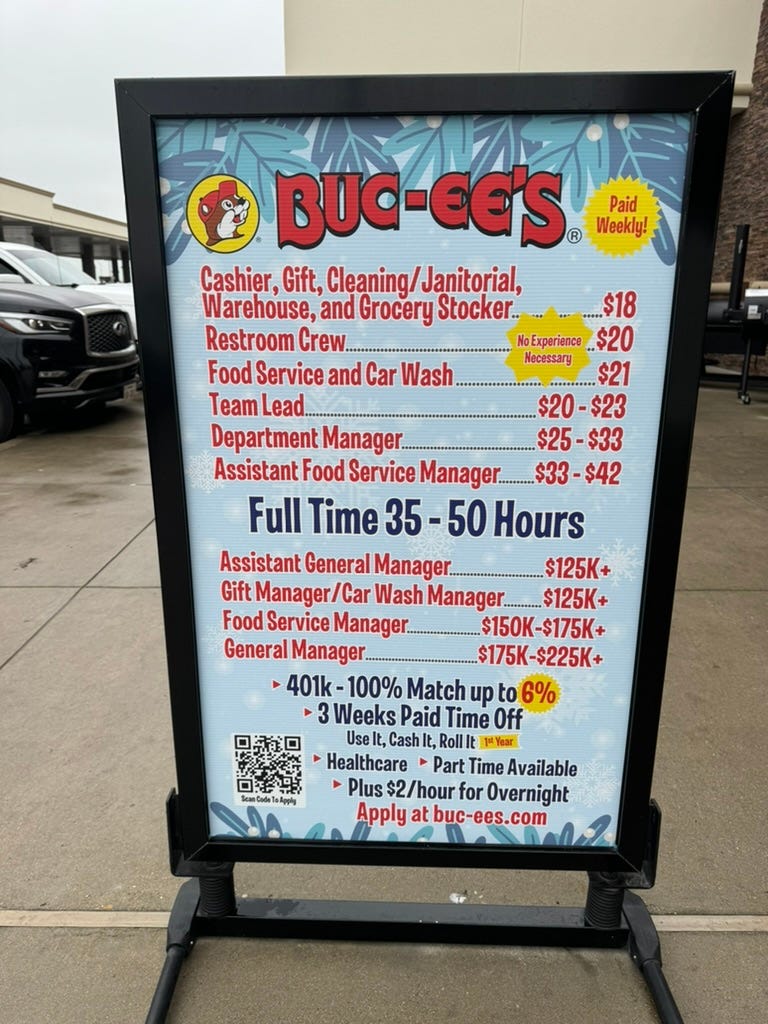 BUC-EE'S®
Paid
Weekly!
Cashier, Gift, Cleaning/Janitorial,
Warehouse, and Grocery Stocker............$18
Restroom Crew............$20
No Experience
Necessary
Food Service and Car Wash............$21
Team Lead............$20 - $23
Department Manager............$25 - $33
Assistant Food Service Manager............$33 - $42
Full Time 35 - 50 Hours
Assistant General Manager............$125K+
Gift Manager/Car Wash Manager............$125K+
Food Service Manager............$150K-$175K+
General Manager............$175K-$225K+
401k - 100% Match up to 6%
3 Weeks Paid Time Off
Use It, Cash It, Roll It 1st Year
Healthcare Part Time Available
Plus $2/hour for Overnight
Scan Code To Apply
Apply at buc-ees.com